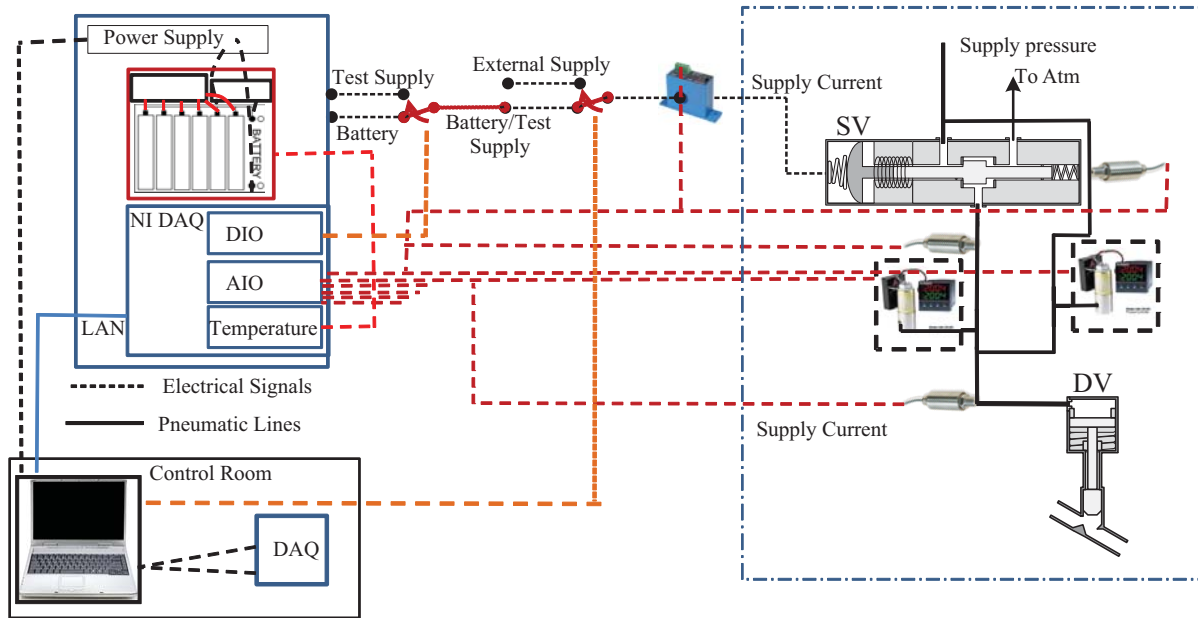 Power Supply
BATTERY
Test Supply
Battery
External Supply
Battery/Test
Supply
Supply Current
Supply pressure
To Atm
SV
NI DAQ
DIO
AIO
Temperature
LAN
Electrical Signals
Pneumatic Lines
Supply Current
DV
Control Room
DAQ